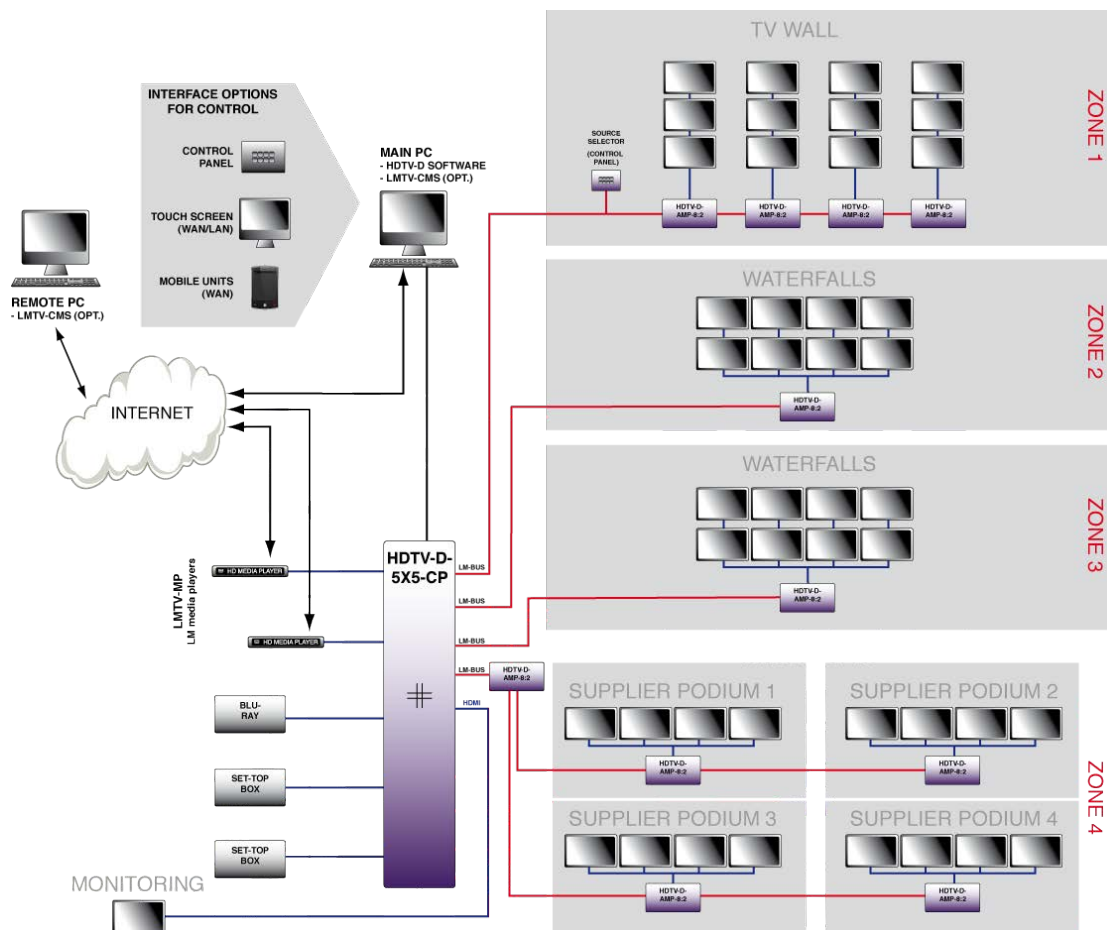 INTERFACE OPTIONS
FOR CONTROL
CONTROL
PANEL
TOUCH SCREEN
(WAN/LAN)
MOBILE UNITS
(WAN)
REMOTE PC
- LMTV-CMS (OPT.)
INTERNET
MAIN PC
- HDTV-D SOFTWARE
- LMTV-CMS (OPT.)
TV WALL
SOURCE
SELECTOR
(CONTROL
PANEL)
HDTV-D-
AMP-8:2
HDTV-D-
AMP-8:2
HDTV-D-
AMP-8:2
HDTV-D-
AMP-8:2
ZONE 1
WATERFALLS
HDTV-D-
AMP-8:2
ZONE 2
WATERFALLS
HDTV-D-
AMP-8:2
ZONE 3
LMTV-MP
LM media players
HD MEDIA PLAYER
HD MEDIA PLAYER
BLU-
RAY
SET-TOP
BOX
SET-TOP
BOX
MONITORING
HDTV-D-
5X5-CP
LM-BUS
LM-BUS
LM-BUS
LM-BUS
HDMI
HDTV-D-
AMP-8:2
SUPPLIER PODIUM 1
HDTV-D-
AMP-8:2
SUPPLIER PODIUM 2
HDTV-D-
AMP-8:2
SUPPLIER PODIUM 3
HDTV-D-
AMP-8:2
SUPPLIER PODIUM 4
HDTV-D-
AMP-8:2
ZONE 4